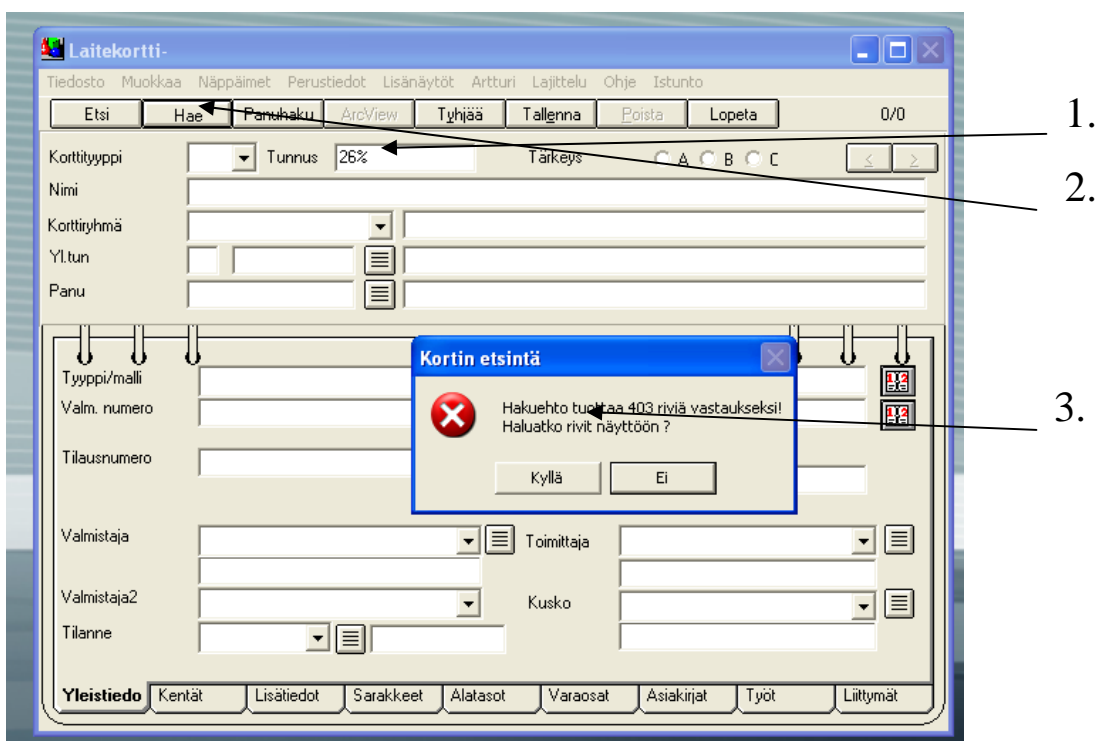 Laitekortti-
Tiedosto Muokkaa Näppäimet Perustiedot Lisänäytöt Artturi Lajittelu Ohje Istunto
Etsi Hae Panuhaku ArcView Tyhjää Tallenna Poista Lopeta 0/0
1.
Korttityyppi Tunnus 26% Tärkeys A B C < >
2.
Nimi
Korttiryhmä
Yl.tun
Panu
Kortin etsintä
Tyyppi/malli
Valm. numero
Hakuehto tuottaa 403 riviä vastaukseksi!
Haluatko rivit näyttöön ?
3.
Tilausnumero
Kyllä Ei
Valmistaja Toimittaja
Valmistaja2 Kusko
Tilanne
Yleistiedo Kentät Lisätiedot Sarakkeet Alatasot Varaosat Asiakirjat Työt Liittymät